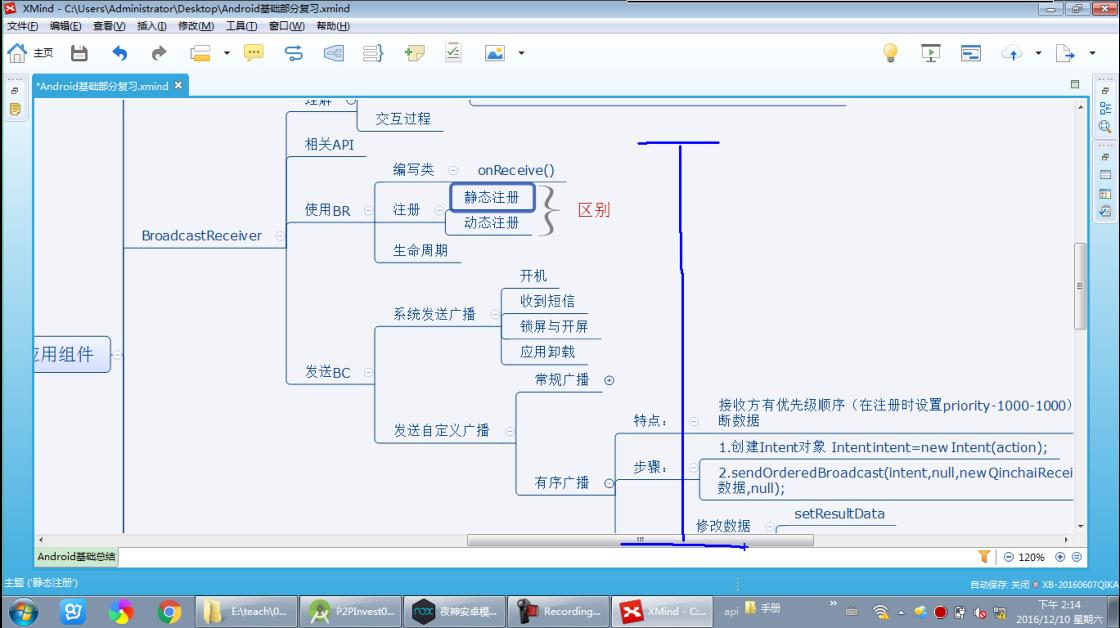 XMind - C:\Users\Administrator\Desktop\Android基础部分复习.xmind
文件(F) 编辑(E) 查看(V) 插入(I) 修改(M) 工具(T) 窗口(W) 帮助(H)
主页
*Android基础部分复习.xmind
理解
交互过程
相关API
编写类
onReceive()
静态注册
使用BR
注册
区别
动态注册
BroadcastReceiver
生命周期
开机
收到短信
系统发送广播
锁屏与开屏
应用组件
应用卸载
发送BC
常规广播
接收方有优先级顺序（在注册时设置priority-1000-1000）
断数据
特点：
发送自定义广播
1.创建Intent对象 Intentintent=new Intent(action);
步骤：
2.sendOrderedBroadcast(intent,null,new QinchaiRecei
数据,null);
有序广播
setResultData
修改数据
Android基础总结
120%
主题 ('静态注册')
自动保存: 关闭
XB-20160607QIKA
E:\teach\0...
P2PInvest0...
夜神安卓模...
Recording...
XMind - C:...
api
手册
下午 2:14
2016/12/10 星期六